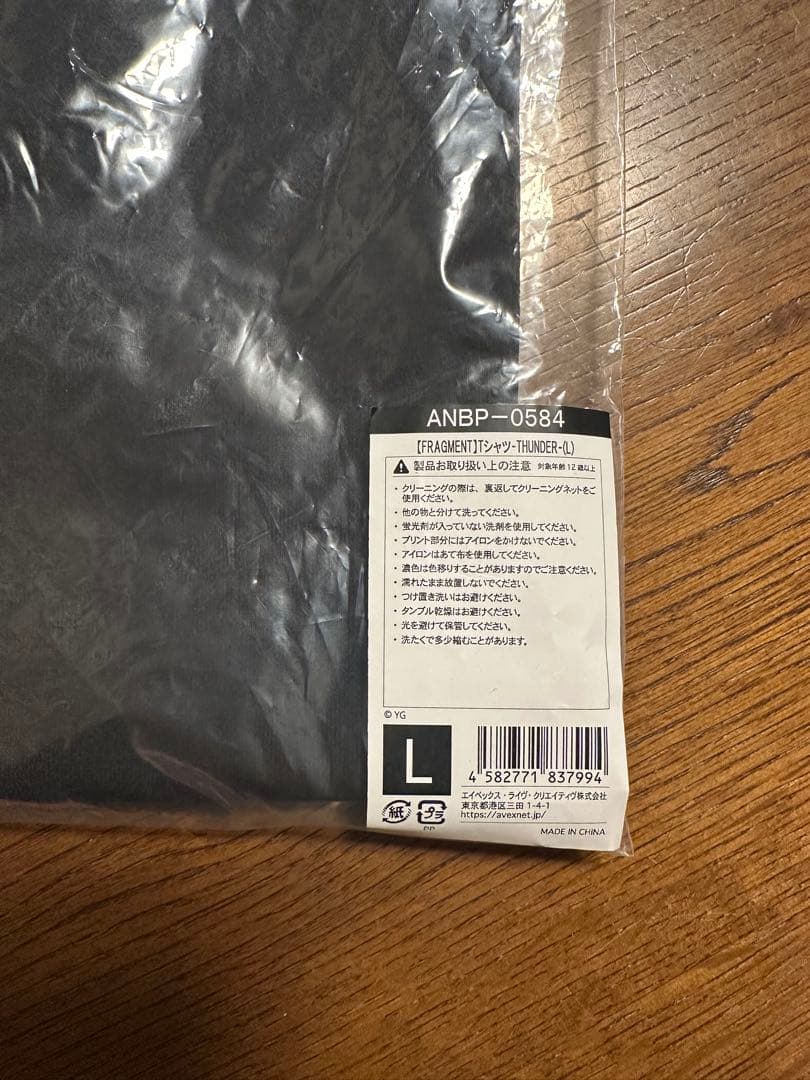 ANBP-0584
【FRAGMENT】Tシャツ-THUNDER-(L)
製品お取り扱い上の注意 対象年齢12歳以上
・クリーニングの際は、裏返してクリーニングネットをご
使用ください。
・他の物と分けて洗ってください。
・蛍光剤が入っていない洗剤を使用してください。
・プリント部分にはアイロンをかけないでください。
・アイロンはあて布を使用してください。
・濃色は色移りすることがありますのでご注意ください。
・濡れたまま放置しないでください。
・つけ置き洗いはお避けください。
・タンブル乾燥はお避けください。
・光を避けて保管してください。
・洗たくで多少縮むことがあります。
© YG
L
4 582771 837994
エイベックス・ライヴ・クリエイティヴ株式会社
東京都港区三田 1-4-1
https://avexnet.jp/
紙 プラ
PP
MADE IN CHINA